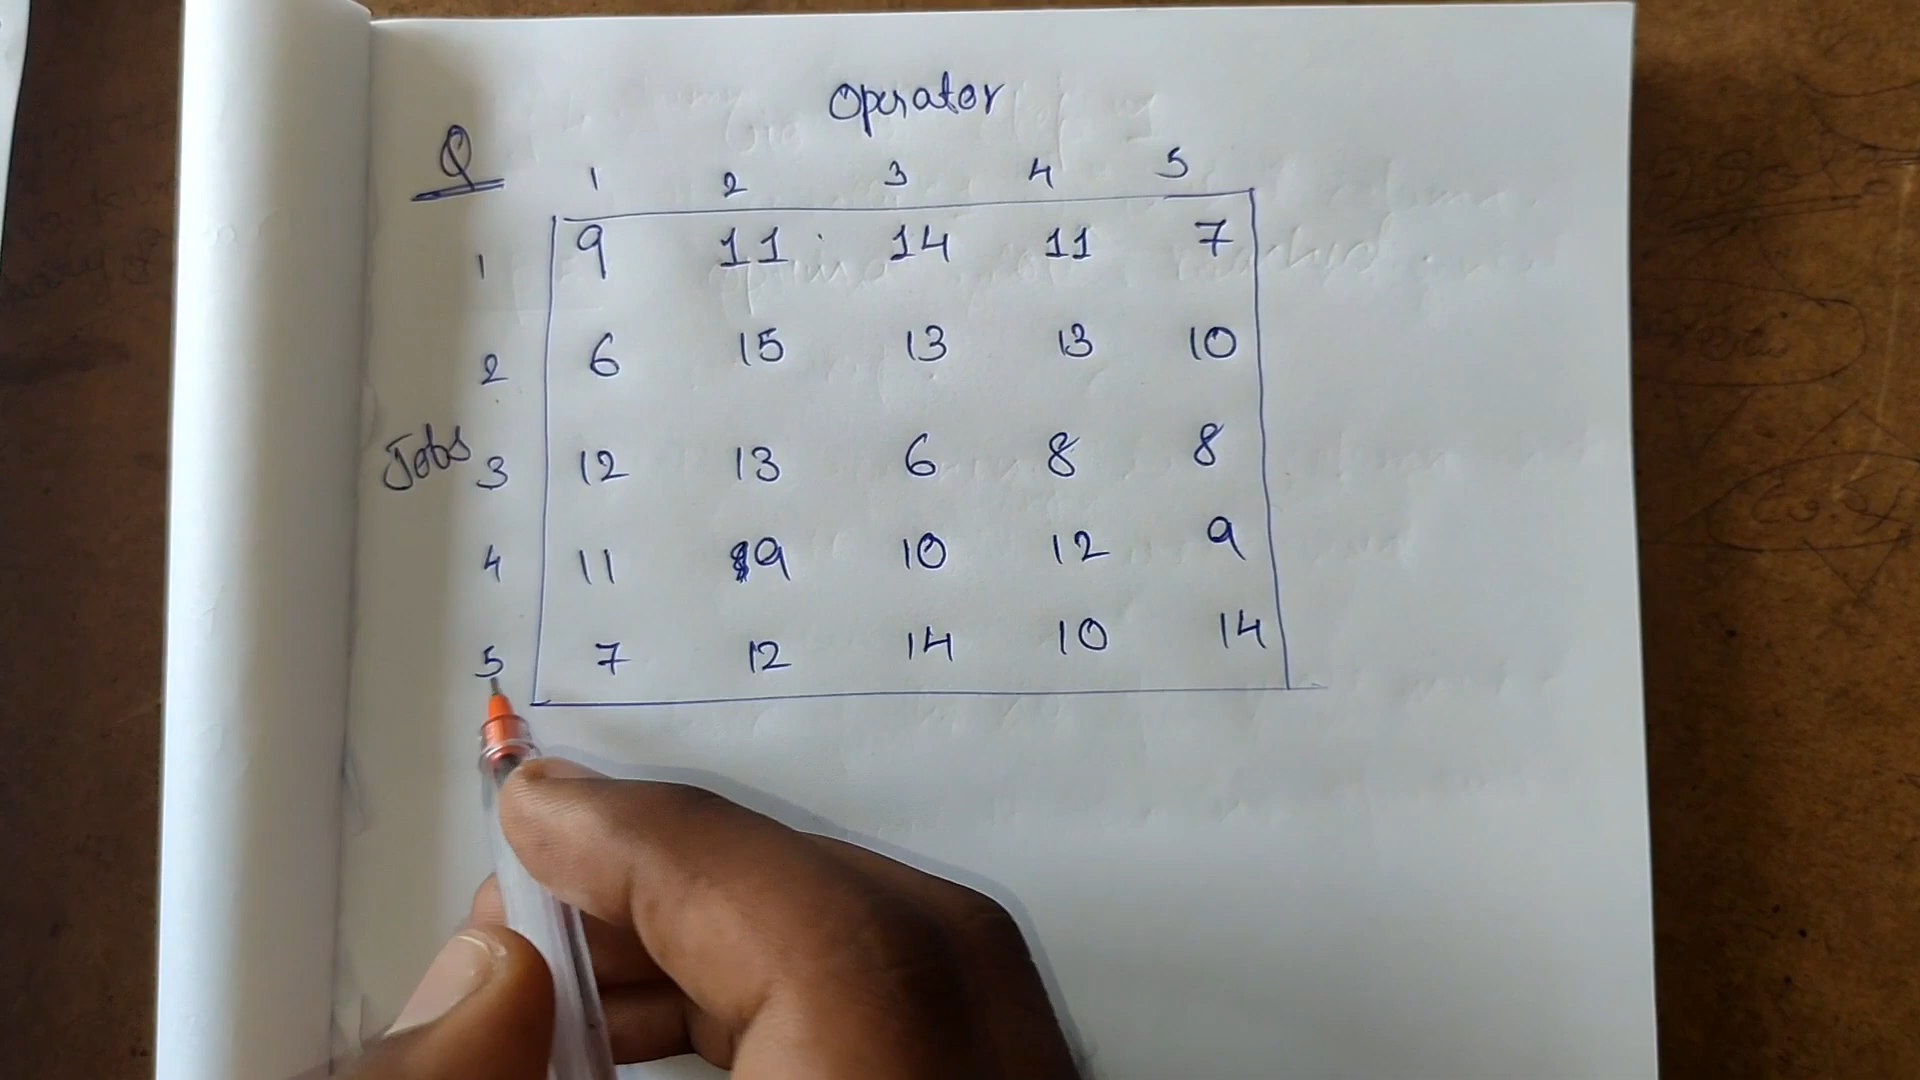 Operator
Q 1 2 3 4 5
1 9 11 14 11 7
2 6 15 13 13 10
Jobs 3 12 13 6 8 8
4 11 9 10 12 9
5 7 12 14 10 14